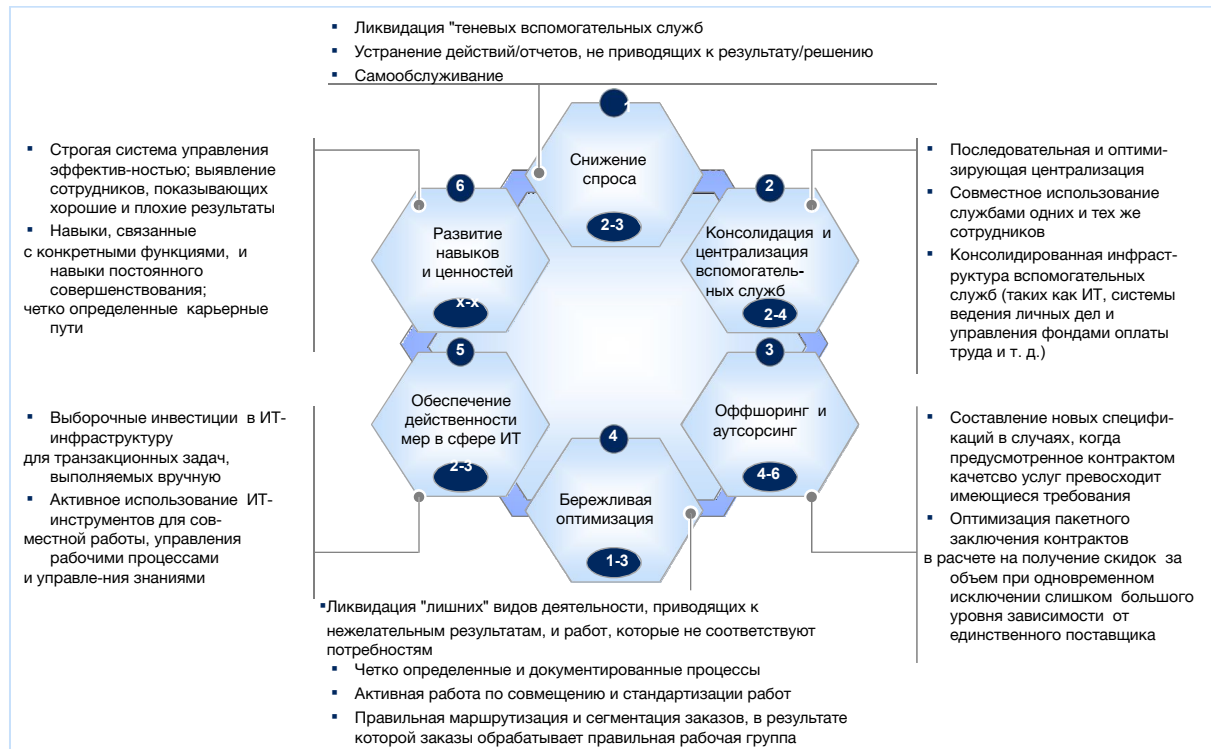 ▪ Ликвидация "теневых вспомогательных служб
▪ Устранение действий/отчетов, не приводящих к результату/решению
▪ Самообслуживание
1
Снижение
спроса
2-3
▪ Строгая система управления
эффектив-ностью; выявление
сотрудников, показывающих
хорошие и плохие результаты
▪ Навыки, связанные
с конкретными функциями, и
навыки постоянного
совершенствования;
четко определенные карьерные
пути
6
Развитие
навыков
и ценностей
x-x
2
Консолидация и
централизация
вспомогатель-
ных служб
2-4
▪ Последовательная и оптими-
зирующая централизация
▪ Совместное использование
службами одних и тех же
сотрудников
▪ Консолидированная инфраст-
руктура вспомогательных
служб (таких как ИТ, системы
ведения личных дел и
управления фондами оплаты
труда и т. д.)
▪ Выборочные инвестиции в ИТ-
инфраструктуру
для транзакционных задач,
выполняемых вручную
▪ Активное использование ИТ-
инструментов для сов-
местной работы, управления
рабочими процессами
и управле-ния знаниями
5
Обеспечение
действенности
мер в сфере ИТ
2-3
4
Бережливая
оптимизация
1-3
3
Оффшоринг и
аутсорсинг
4-6
▪ Составление новых специфи-
каций в случаях, когда
предусмотренное контрактом
качетсво услуг превосходит
имеющиеся требования
▪ Оптимизация пакетного
заключения контрактов
в расчете на получение скидок за
объем при одновременном
исключении слишком большого
уровня зависимости от
единственного поставщика
▪Ликвидация "лишних" видов деятельности, приводящих к
нежелательным результатам, и работ, которые не соответствуют
потребностям
▪ Четко определенные и документированные процессы
▪ Активная работа по совмещению и стандартизации работ
▪ Правильная маршрутизация и сегментация заказов, в результате
которой заказы обрабатывает правильная рабочая группа